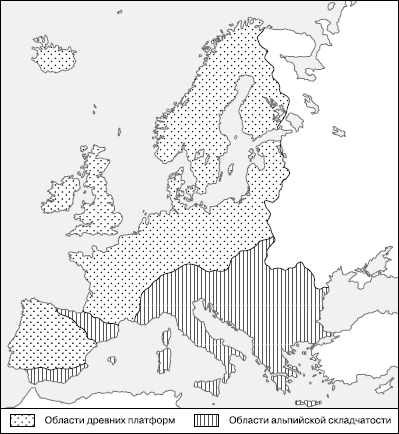 Области древних платформ
Области альпийской складчатости